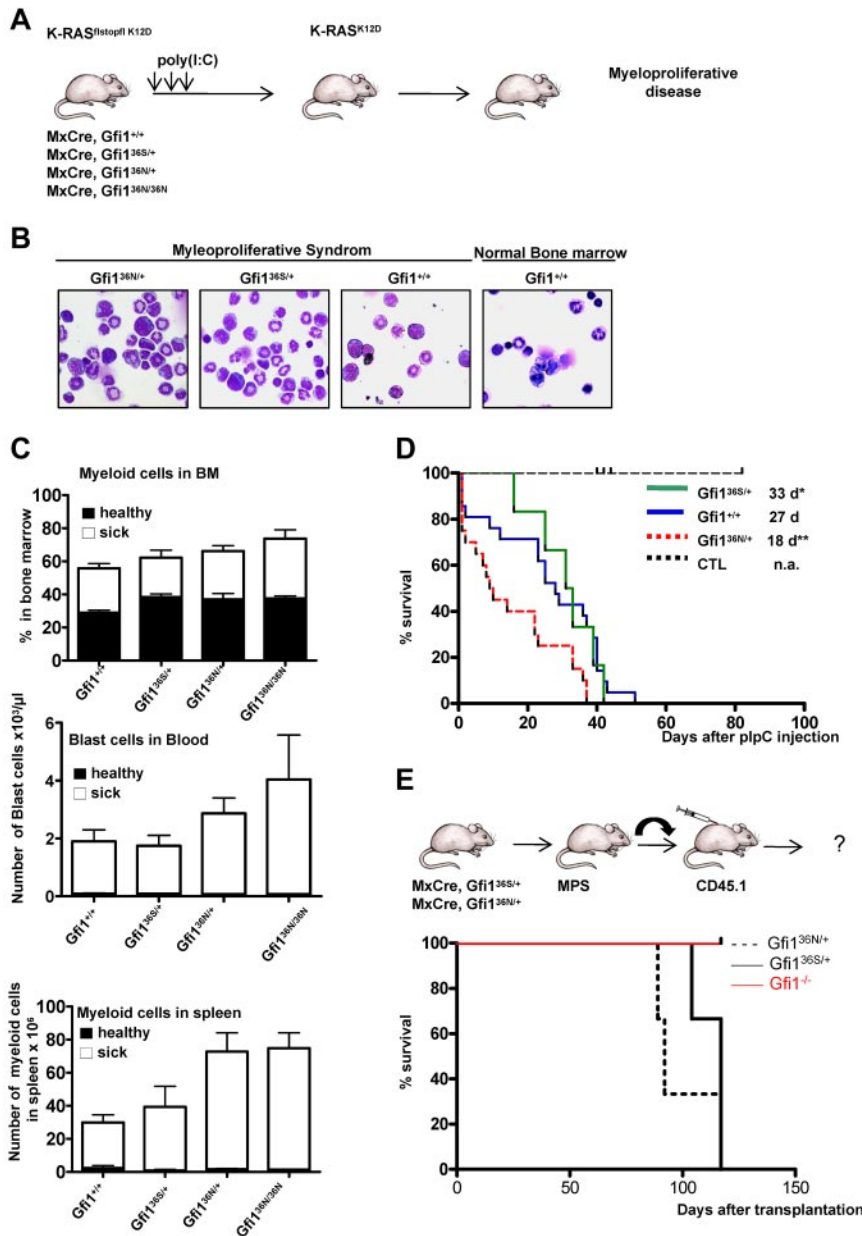 A
K-RASflstopfl K12D
K-RASK12D
poly(I:C)
Myeloproliferative
disease
MxCre, Gfi1+/+
MxCre, Gfi136S/+
MxCre, Gfi136N/+
MxCre, Gfi136N/36N
B
Myleoproliferative Syndrom
Normal Bone marrow
Gfi136N/+
Gfi136S/+
Gfi1+/+
Gfi1+/+
C
Myeloid cells in BM
healthy
sick
% in bone marrow
100
80
60
40
20
0
Gfi1+/+
Gfi136S/+
Gfi136N/+
Gfi136N/36N
Blast cells in Blood
healthy
sick
Number of Blast cells x10³/µl
6
4
2
0
Gfi1+/+
Gfi136S/+
Gfi136N/+
Gfi136N/36N
Myeloid cells in spleen
healthy
sick
Number of myeloid cells
in spleen x 10⁶
100
80
60
40
20
0
Gfi1+/+
Gfi136S/+
Gfi136N/+
Gfi136N/36N
D
Gfi136S/+ 33 d*
Gfi1+/+ 27 d
Gfi136N/+ 18 d**
CTL n.a.
% survival
100
80
60
40
20
0
0 20 40 60 80 100
Days after pIpC injection
E
MxCre, Gfi136S/+
MxCre, Gfi136N/+
MPS
CD45.1
?
Gfi136N/+
Gfi136S/+
Gfi1-/-
% survival
100
80
60
40
20
0
0 50 100 150
Days after transplantation